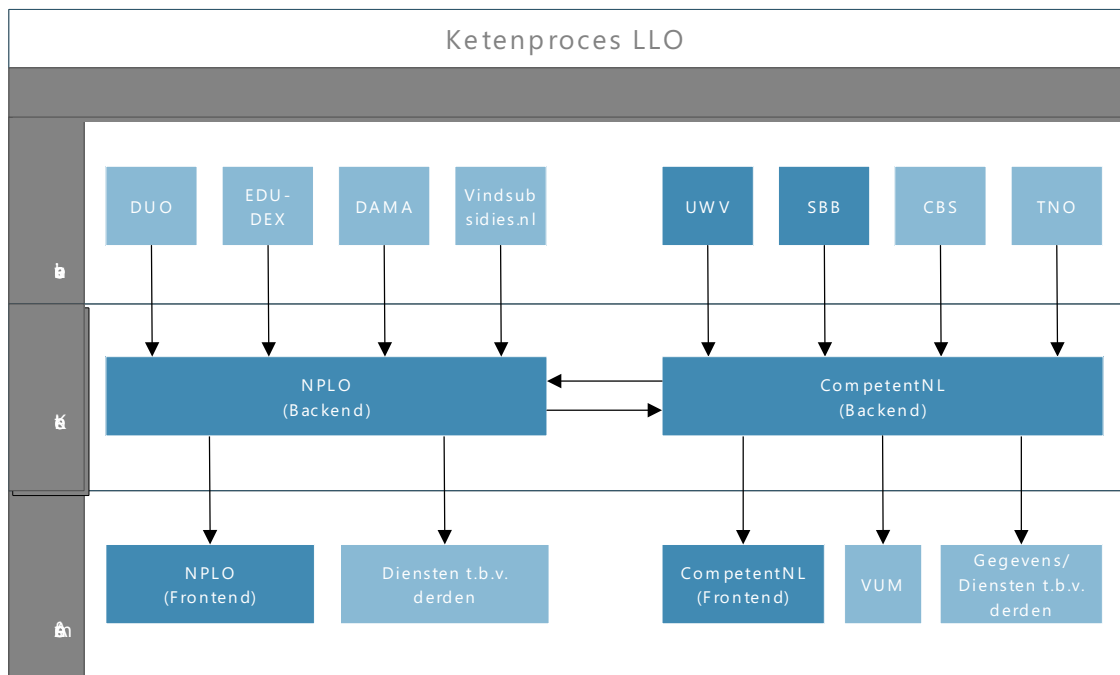 Ketenproces LLO
DUO
EDU-
DEX
DAMA
Vindsub
sidies.nl
UWV
SBB
CBS
TNO
NPLO
(Backend)
CompetentNL
(Backend)
NPLO
(Frontend)
Diensten t.b.v.
derden
CompetentNL
(Frontend)
VUM
Gegevens/
Diensten t.b.v.
derden